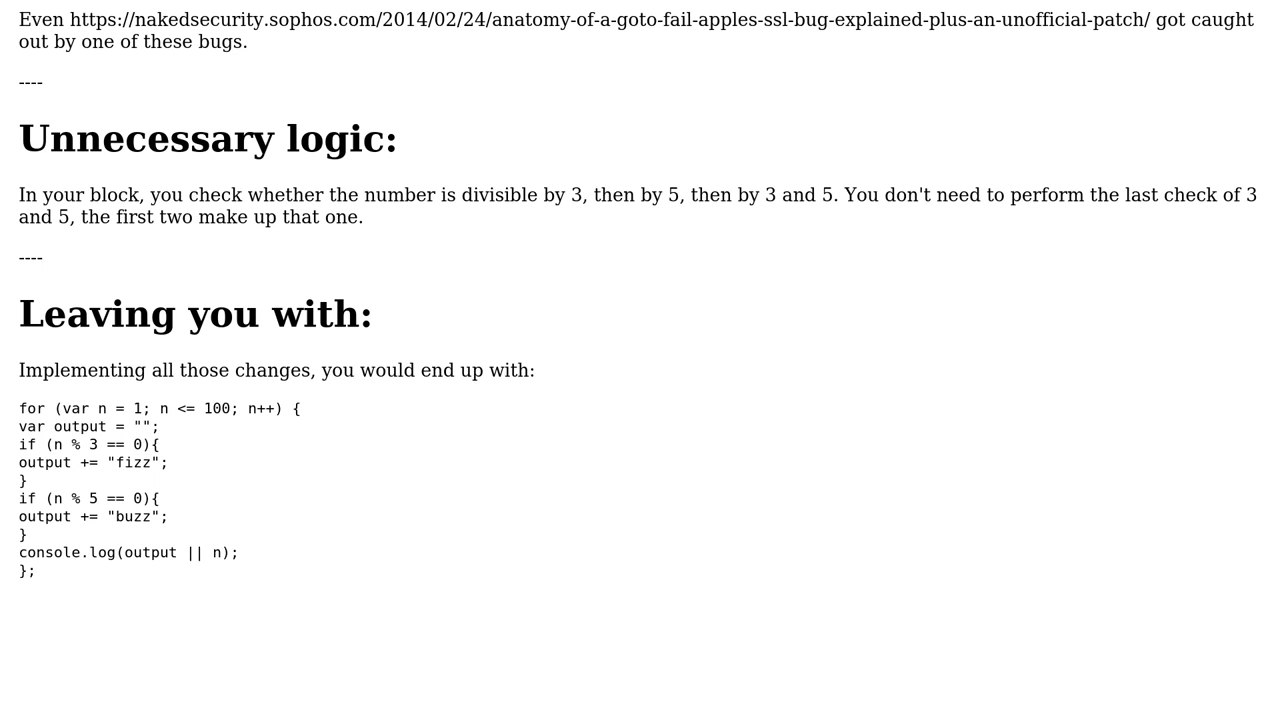 Even https://nakedsecurity.sophos.com/2014/02/24/anatomy-of-a-goto-fail-apples-ssl-bug-explained-plus-an-unofficial-patch/ got caught
out by one of these bugs.
----
Unnecessary logic:
In your block, you check whether the number is divisible by 3, then by 5, then by 3 and 5. You don't need to perform the last check of 3
and 5, the first two make up that one.
----
Leaving you with:
Implementing all those changes, you would end up with:
for (var n = 1; n <= 100; n++) {
var output = "";
if (n % 3 == 0){
output += "fizz";
}
if (n % 5 == 0){
output += "buzz";
}
console.log(output || n);
};